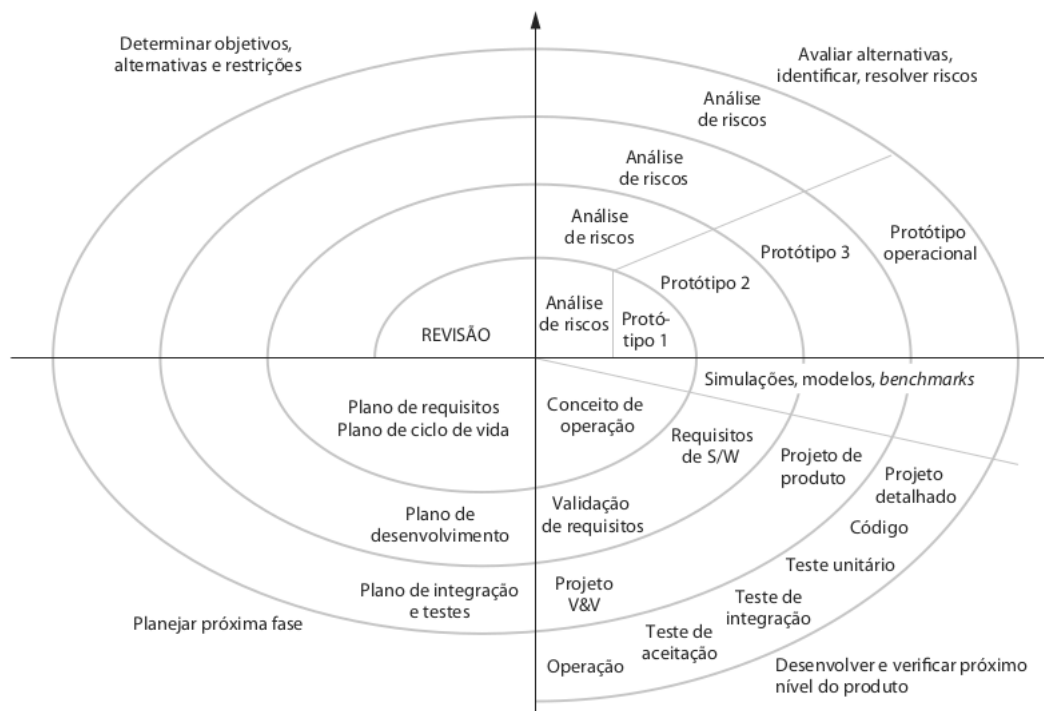 Determinar objetivos,
alternativas e restrições
Avaliar alternativas,
identificar, resolver riscos
Análise
de riscos
Análise
de riscos
Análise
de riscos
Análise
de riscos
Protó-
tipo 1
Protótipo 2
Protótipo 3
Protótipo
operacional
REVISÃO
Simulações, modelos, benchmarks
Plano de requisitos
Plano de ciclo de vida
Conceito de
operação
Requisitos
de S/W
Projeto de
produto
Projeto
detalhado
Código
Plano de
desenvolvimento
Validação
de requisitos
Teste unitário
Plano de integração
e testes
Projeto
V&V
Teste de
integração
Teste de
aceitação
Operação
Planejar próxima fase
Desenvolver e verificar próximo
nível do produto